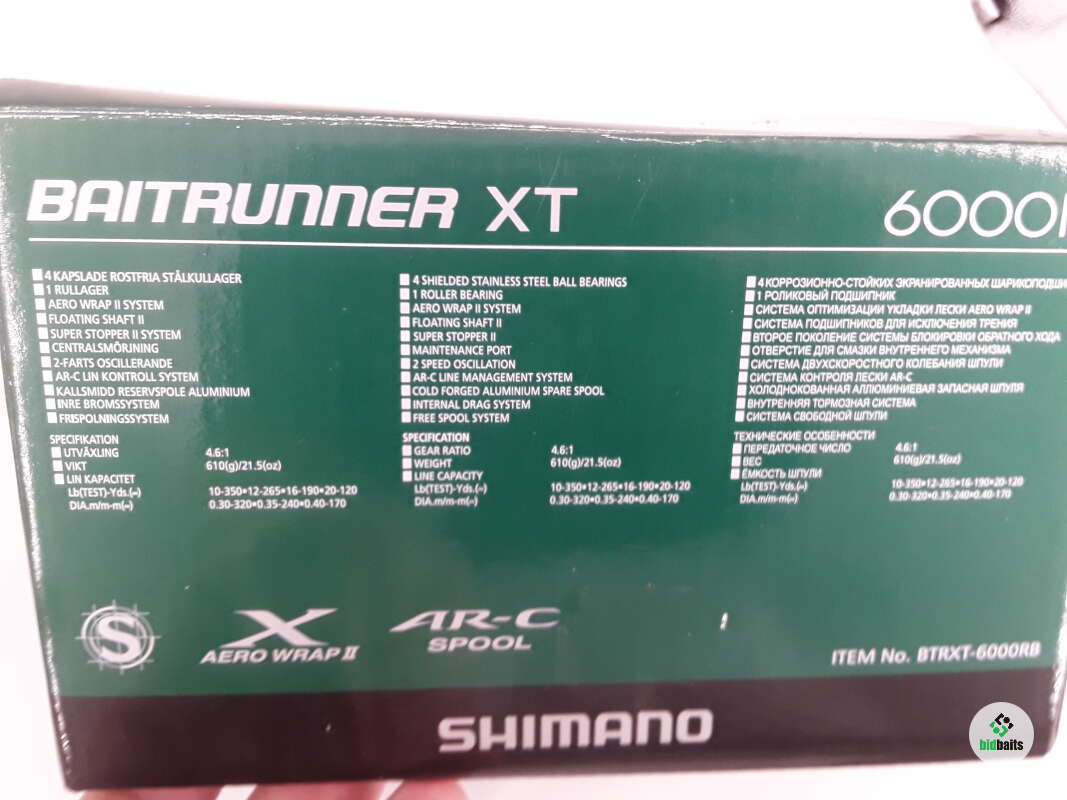 BAITRUNNER XT
6000
4 KAPSLADE ROSTFRIA STÅLKULLAGER
1 RULLAGER
AERO WRAP II SYSTEM
FLOATING SHAFT II
SUPER STOPPER II SYSTEM
CENTRALSMÖRJNING
2-FARTS OSCILLERANDE
AR-C LIN KONTROLL SYSTEM
KALLSMIDD RESERVSPOLE ALUMINIUM
INRE BROMSSYSTEM
FRISPOLNINGSSYSTEM
SPECIFIKATION
UTVÄXLING 4.6:1
VIKT 610(g)/21.5(oz)
LIN KAPACITET
Lb(TEST)-Yds.(~) 10-350•12-265•16-190•20-120
DIA.m/m-m(~) 0.30-320•0.35-240•0.40-170
4 SHIELDED STAINLESS STEEL BALL BEARINGS
1 ROLLER BEARING
AERO WRAP II SYSTEM
FLOATING SHAFT II
SUPER STOPPER II
MAINTENANCE PORT
2 SPEED OSCILLATION
AR-C LINE MANAGEMENT SYSTEM
COLD FORGED ALUMINIUM SPARE SPOOL
INTERNAL DRAG SYSTEM
FREE SPOOL SYSTEM
SPECIFICATION
GEAR RATIO 4.6:1
WEIGHT 610(g)/21.5(oz)
LINE CAPACITY
Lb(TEST)-Yds.(~) 10-350•12-265•16-190•20-120
DIA.m/m-m(~) 0.30-320•0.35-240•0.40-170
4 КОРРОЗИОННО-СТОЙКИХ ЭКРАНИРОВАННЫХ ШАРИКОПОДШИ
1 РОЛИКОВЫЙ ПОДШИПНИК
СИСТЕМА ОПТИМИЗАЦИИ УКЛАДКИ ЛЕСКИ AERO WRAP II
СИСТЕМА ПОДШИПНИКОВ ДЛЯ ИСКЛЮЧЕНИЯ ТРЕНИЯ
ВТОРОЕ ПОКОЛЕНИЕ СИСТЕМЫ БЛОКИРОВКИ ОБРАТНОГО ХОДА
ОТВЕРСТИЕ ДЛЯ СМАЗКИ ВНУТРЕННЕГО МЕХАНИЗМА
СИСТЕМА ДВУХСКОРОСТНОГО КОЛЕБАНИЯ ШПУЛИ
СИСТЕМА КОНТРОЛЯ ЛЕСКИ AR-C
ХОЛОДНОКОВАННАЯ АЛЛЮМИНИЕВАЯ ЗАПАСНАЯ ШПУЛЯ
ВНУТРЕННЯЯ ТОРМОЗНАЯ СИСТЕМА
СИСТЕМА СВОБОДНОЙ ШПУЛИ
ТЕХНИЧЕСКИЕ ОСОБЕННОСТИ
ПЕРЕДАТОЧНОЕ ЧИСЛО 4.6:1
ВЕС 610(g)/21.5(oz)
ЁМКОСТЬ ШПУЛИ
Lb(TEST)-Yds.(~) 10-350•12-265•16-190•20-120
DIA.m/m-m(~) 0.30-320•0.35-240•0.40-170
S
X
AERO WRAP II
AR-C
SPOOL
ITEM No. BTRXT-6000RB
SHIMANO
bidbaits